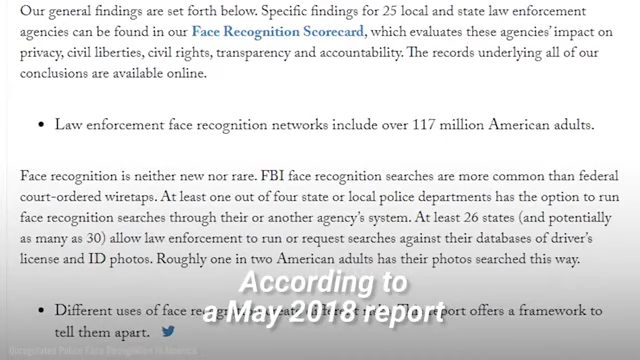 Our general findings are set forth below. Specific findings for 25 local and state law enforcement
agencies can be found in our Face Recognition Scorecard, which evaluates these agencies' impact on
privacy, civil liberties, civil rights, transparency and accountability. The records underlying all of our
conclusions are available online.
• Law enforcement face recognition networks include over 117 million American adults.
Face recognition is neither new nor rare. FBI face recognition searches are more common than federal
court-ordered wiretaps. At least one out of four state or local police departments has the option to run
face recognition searches through their or another agency's system. At least 26 states (and potentially
as many as 30) allow law enforcement to run or request searches against their databases of driver's
license and ID photos. Roughly one in two American adults has their photos searched this way.
According to
a May 2018 report
• Different uses of face report offers a framework to
tell them apart.
Unregulated Police Face Recognition in America